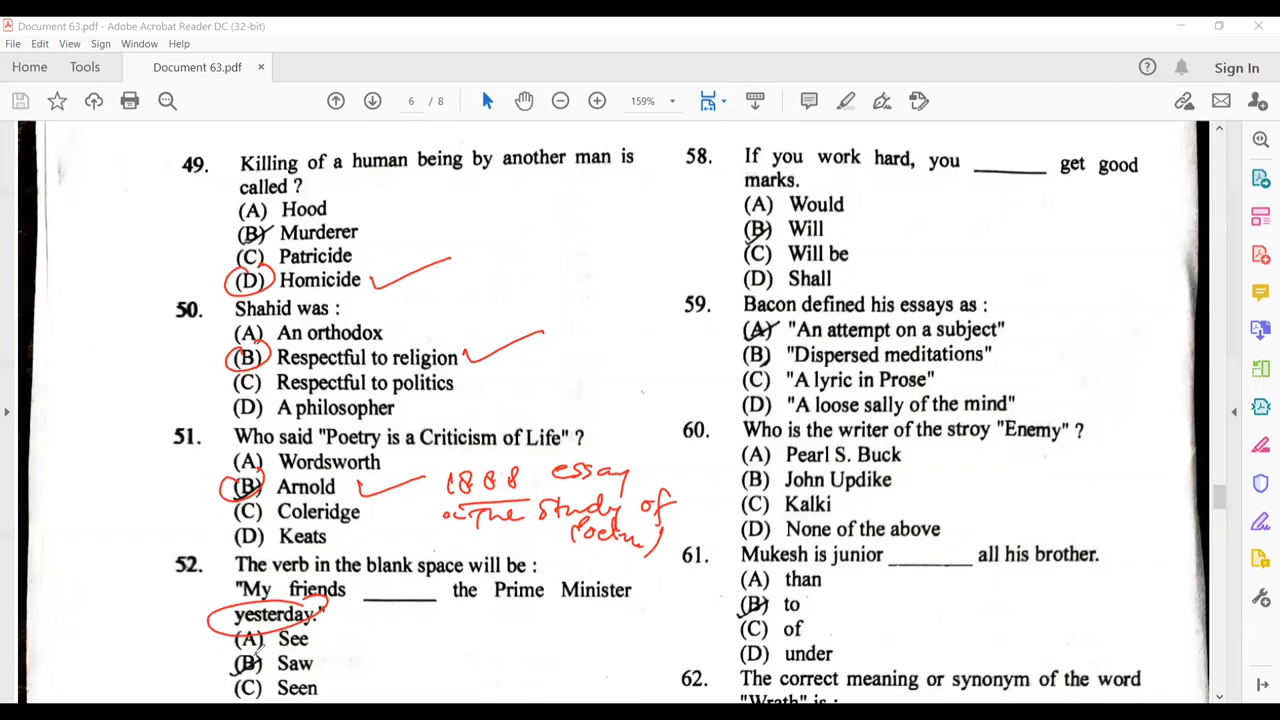 Document 63.pdf - Adobe Acrobat Reader DC (32-bit)
File Edit View Sign Window Help
Home Tools Document 63.pdf × Sign In
6 / 8 159%
49. Killing of a human being by another man is
called ?
(A) Hood
(B) Murderer
(C) Patricide
(D) Homicide
50. Shahid was :
(A) An orthodox
(B) Respectful to religion
(C) Respectful to politics
(D) A philosopher
51. Who said "Poetry is a Criticism of Life" ?
(A) Wordsworth
(B) Arnold
(C) Coleridge
(D) Keats
1888 essay
The Study of
Poetry
52. The verb in the blank space will be :
"My friends ________ the Prime Minister
yesterday."
(A) See
(B) Saw
(C) Seen
58. If you work hard, you ________ get good
marks.
(A) Would
(B) Will
(C) Will be
(D) Shall
59. Bacon defined his essays as :
(A) "An attempt on a subject"
(B) "Dispersed meditations"
(C) "A lyric in Prose"
(D) "A loose sally of the mind"
60. Who is the writer of the stroy "Enemy" ?
(A) Pearl S. Buck
(B) John Updike
(C) Kalki
(D) None of the above
61. Mukesh is junior ________ all his brother.
(A) than
(B) to
(C) of
(D) under
62. The correct meaning or synonym of the word
"Wrath" is :